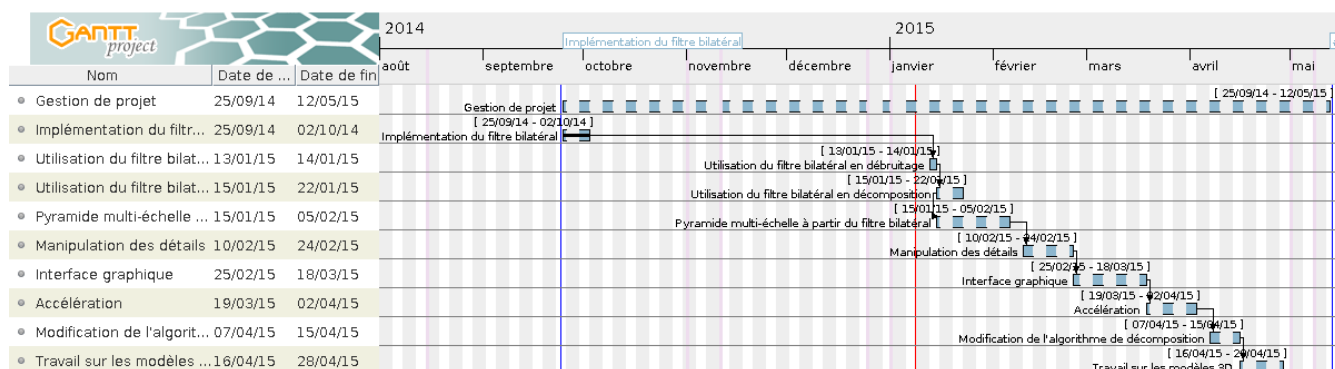 GANTT
project
2014
2015
Implémentation du filtre bilatéral
Nom
Date de ...
Date de fin
août
septembre
octobre
novembre
décembre
janvier
février
mars
avril
mai
Gestion de projet
25/09/14
12/05/15
[ 25/09/14 - 12/05/15 ]
Gestion de projet
Implémentation du filtr...
25/09/14
02/10/14
[ 25/09/14 - 02/10/14 ]
Implémentation du filtre bilatéral
Utilisation du filtre bilat...
13/01/15
14/01/15
[ 13/01/15 - 14/01/15 ]
Utilisation du filtre bilatéral en débruitage
Utilisation du filtre bilat...
15/01/15
22/01/15
[ 15/01/15 - 22/01/15 ]
Utilisation du filtre bilatéral en décomposition
Pyramide multi-échelle ...
15/01/15
05/02/15
[ 15/01/15 - 05/02/15 ]
Pyramide multi-échelle à partir du filtre bilatéral
Manipulation des détails
10/02/15
24/02/15
[ 10/02/15 - 24/02/15 ]
Manipulation des détails
Interface graphique
25/02/15
18/03/15
[ 25/02/15 - 18/03/15 ]
Interface graphique
Accélération
19/03/15
02/04/15
[ 19/03/15 - 02/04/15 ]
Accélération
Modification de l'algorit...
07/04/15
15/04/15
[ 07/04/15 - 15/04/15 ]
Modification de l'algorithme de décomposition
Travail sur les modèles ...
16/04/15
28/04/15
[ 16/04/15 - 28/04/15 ]
Travail sur les modèles 3D